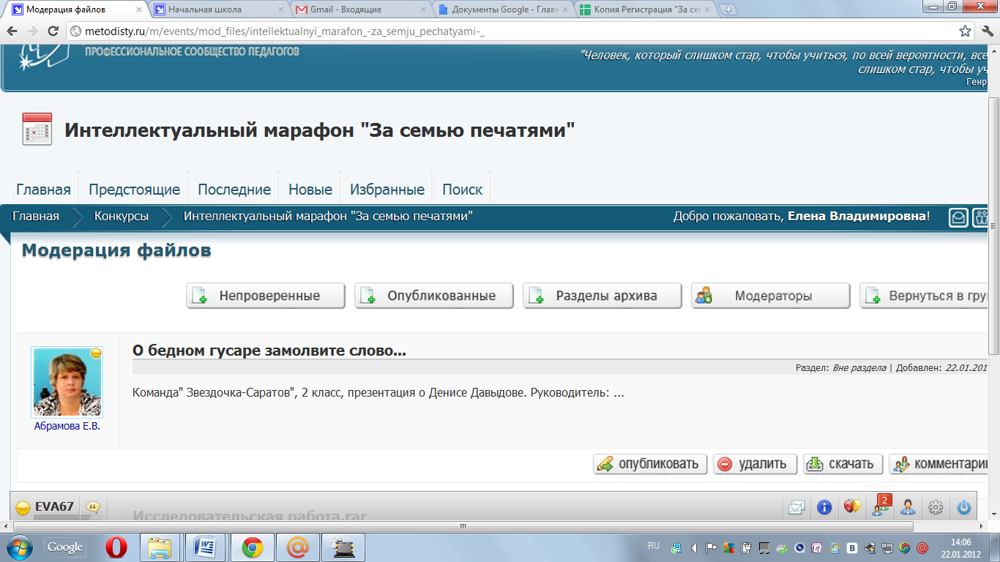 Модерация файлов
Начальная школа
Gmail - Входящие
Документы Google - Глав
Копия Регистрация "За се
metodisty.ru/m/events/mod_files/intellektualnyi_marafon_-za_semju_pechatyami-_
ПРОФЕССИОНАЛЬНОЕ СООБЩЕСТВО ПЕДАГОГОВ
"Человек, который слишком стар, чтобы учиться, по всей вероятности, все
слишком стар, чтобы уч
Генр
Интеллектуальный марафон "За семью печатями"
Главная Предстоящие Последние Новые Избранные Поиск
Главная Конкурсы Интеллектуальный марафон "За семью печатями" Добро пожаловать, Елена Владимировна!
Модерация файлов
Непроверенные Опубликованные Разделы архива Модераторы Вернуться в гру
О бедном гусаре замолвите слово...
Раздел: Вне раздела | Добавлен: 22.01.201
Команда" Звездочка-Саратов", 2 класс, презентация о Денисе Давыдове. Руководитель: ...
Абрамова Е.В.
опубликовать удалить скачать комментарии
EVA67
2
Исследовательская работа.rar
Google
RU
14:06
22.01.2012